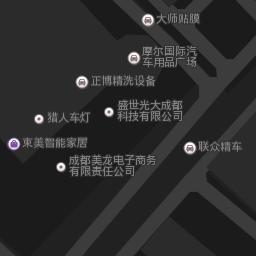 大师贴膜
摩尔国际汽
车用品广场
正博精洗设备
盛世光大成都
科技有限公司
猎人车灯
東美智能家居
联众精车
成都美龙电子商务
有限责任公司